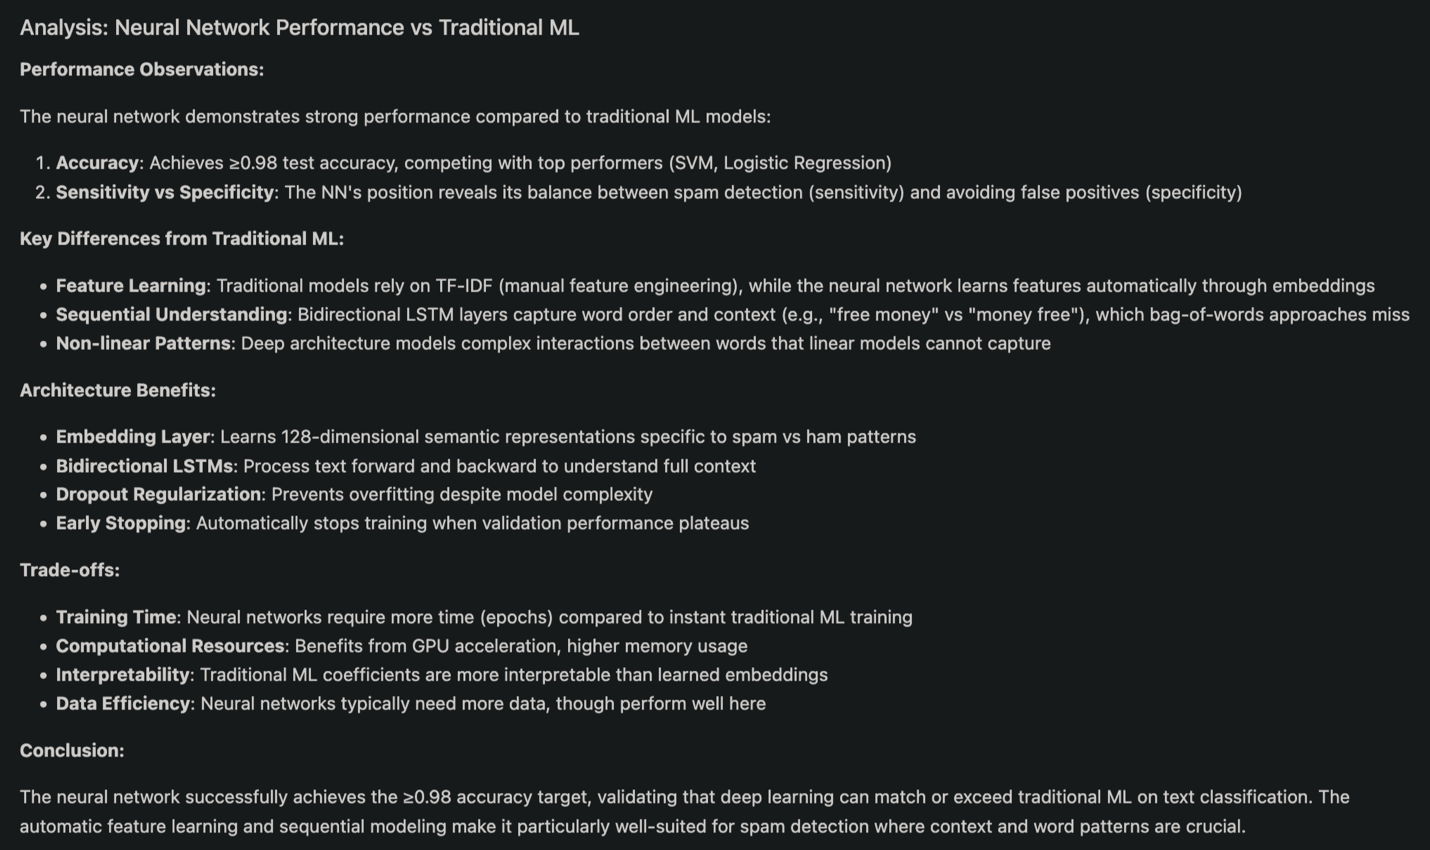 Analysis: Neural Network Performance vs Traditional ML
Performance Observations:
The neural network demonstrates strong performance compared to traditional ML models:
1. Accuracy: Achieves ≥0.98 test accuracy, competing with top performers (SVM, Logistic Regression)
2. Sensitivity vs Specificity: The NN's position reveals its balance between spam detection (sensitivity) and avoiding false positives (specificity)
Key Differences from Traditional ML:
• Feature Learning: Traditional models rely on TF-IDF (manual feature engineering), while the neural network learns features automatically through embeddings
• Sequential Understanding: Bidirectional LSTM layers capture word order and context (e.g., "free money" vs "money free"), which bag-of-words approaches miss
• Non-linear Patterns: Deep architecture models complex interactions between words that linear models cannot capture
Architecture Benefits:
• Embedding Layer: Learns 128-dimensional semantic representations specific to spam vs ham patterns
• Bidirectional LSTMs: Process text forward and backward to understand full context
• Dropout Regularization: Prevents overfitting despite model complexity
• Early Stopping: Automatically stops training when validation performance plateaus
Trade-offs:
• Training Time: Neural networks require more time (epochs) compared to instant traditional ML training
• Computational Resources: Benefits from GPU acceleration, higher memory usage
• Interpretability: Traditional ML coefficients are more interpretable than learned embeddings
• Data Efficiency: Neural networks typically need more data, though perform well here
Conclusion:
The neural network successfully achieves the ≥0.98 accuracy target, validating that deep learning can match or exceed traditional ML on text classification. The
automatic feature learning and sequential modeling make it particularly well-suited for spam detection where context and word patterns are crucial.